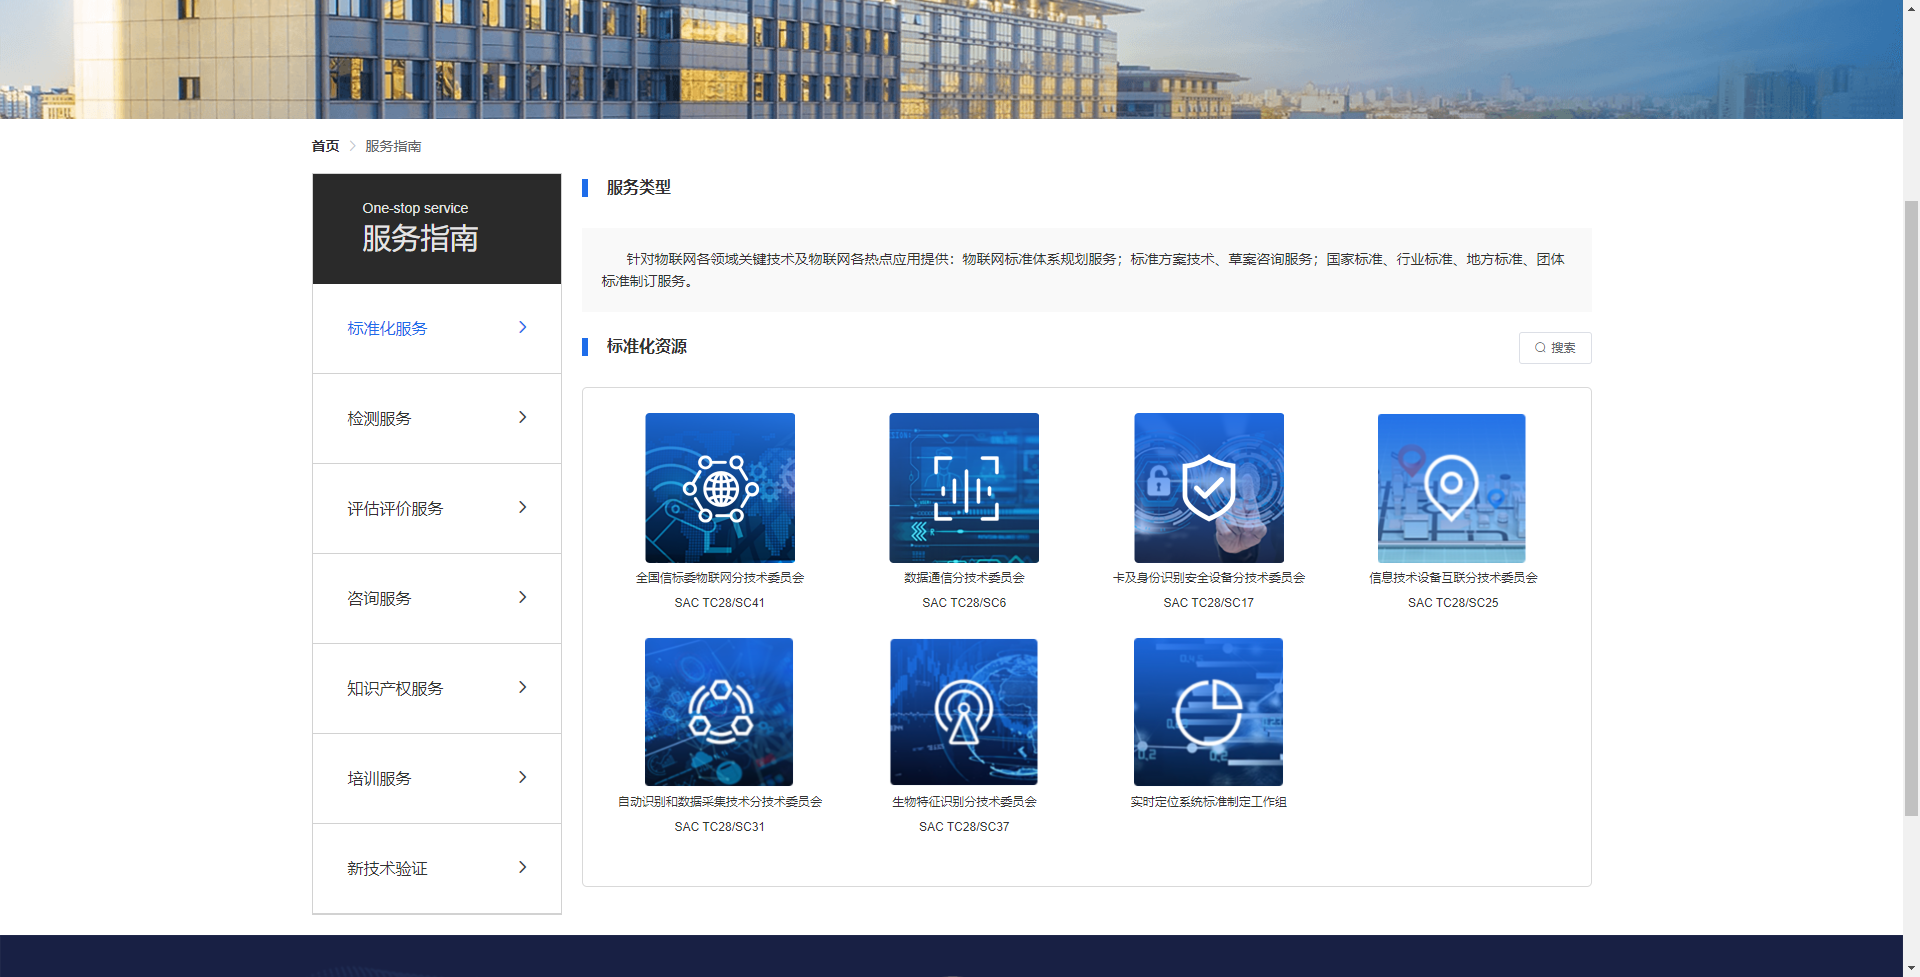 首页
服务指南
One-stop service
服务指南
标准化服务
检测服务
评估评价服务
咨询服务
知识产权服务
培训服务
新技术验证
服务类型
针对物联网各领域关键技术及物联网各热点应用提供：物联网标准体系规划服务；标准方案技术、草案咨询服务；国家标准、行业标准、地方标准、团体
标准制订服务。
标准化资源
搜索
全国信标委物联网分技术委员会
SAC TC28/SC41
数据通信分技术委员会
SAC TC28/SC6
卡及身份识别安全设备分技术委员会
SAC TC28/SC17
信息技术设备互联分技术委员会
SAC TC28/SC25
自动识别和数据采集技术分技术委员会
SAC TC28/SC31
生物特征识别分技术委员会
SAC TC28/SC37
实时定位系统标准制定工作组